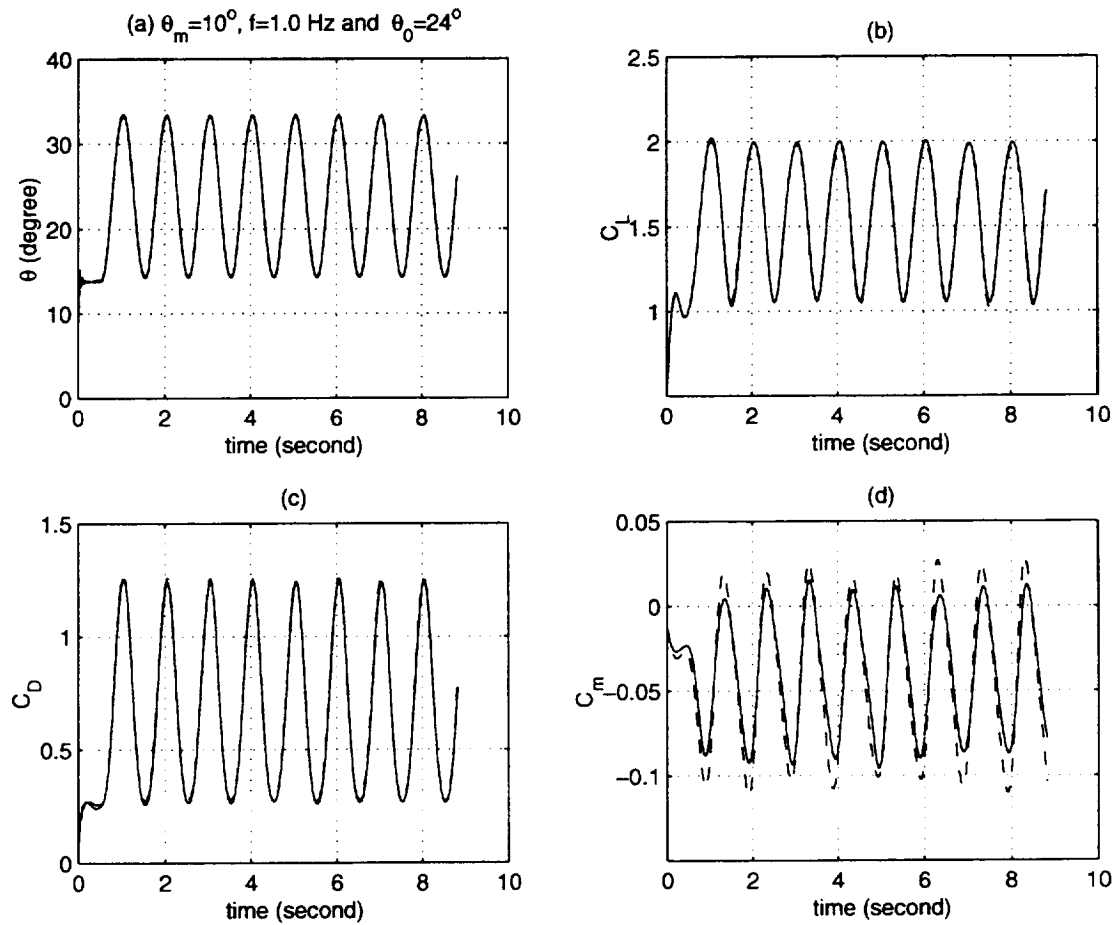 (a) θm=10°, f=1.0 Hz and θ0=24°
40
30
20
10
0
θ (degree)
0 2 4 6 8 10
time (second)
(b)
2.5
2
1.5
1
C_L
0 2 4 6 8 10
time (second)
(c)
1.5
1
0.5
0
C_D
0 2 4 6 8 10
time (second)
(d)
0.05
0
−0.05
−0.1
C_m
0 2 4 6 8 10
time (second)